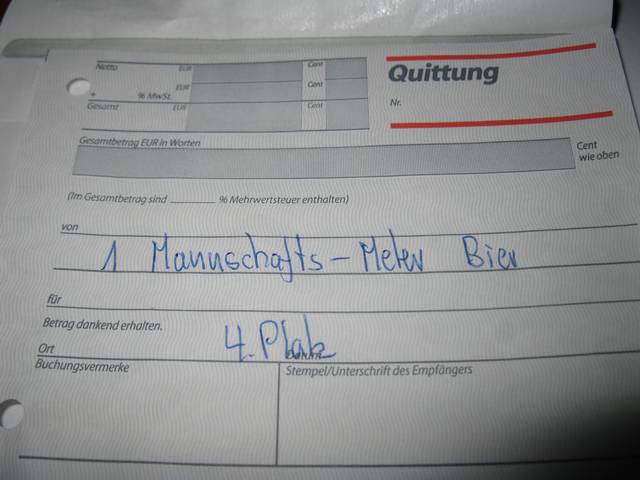 Netto EUR Cent
+ % MwSt. EUR Cent
Gesamt EUR Cent
Quittung
Nr.
Gesamtbetrag EUR in Worten
Cent
wie oben
(Im Gesamtbetrag sind % Mehrwertsteuer enthalten)
von
1 Mannschafts-Meter Bier
für
Betrag dankend erhalten.
4. Platz
Ort Datum
Buchungsvermerke
Stempel/Unterschrift des Empfängers